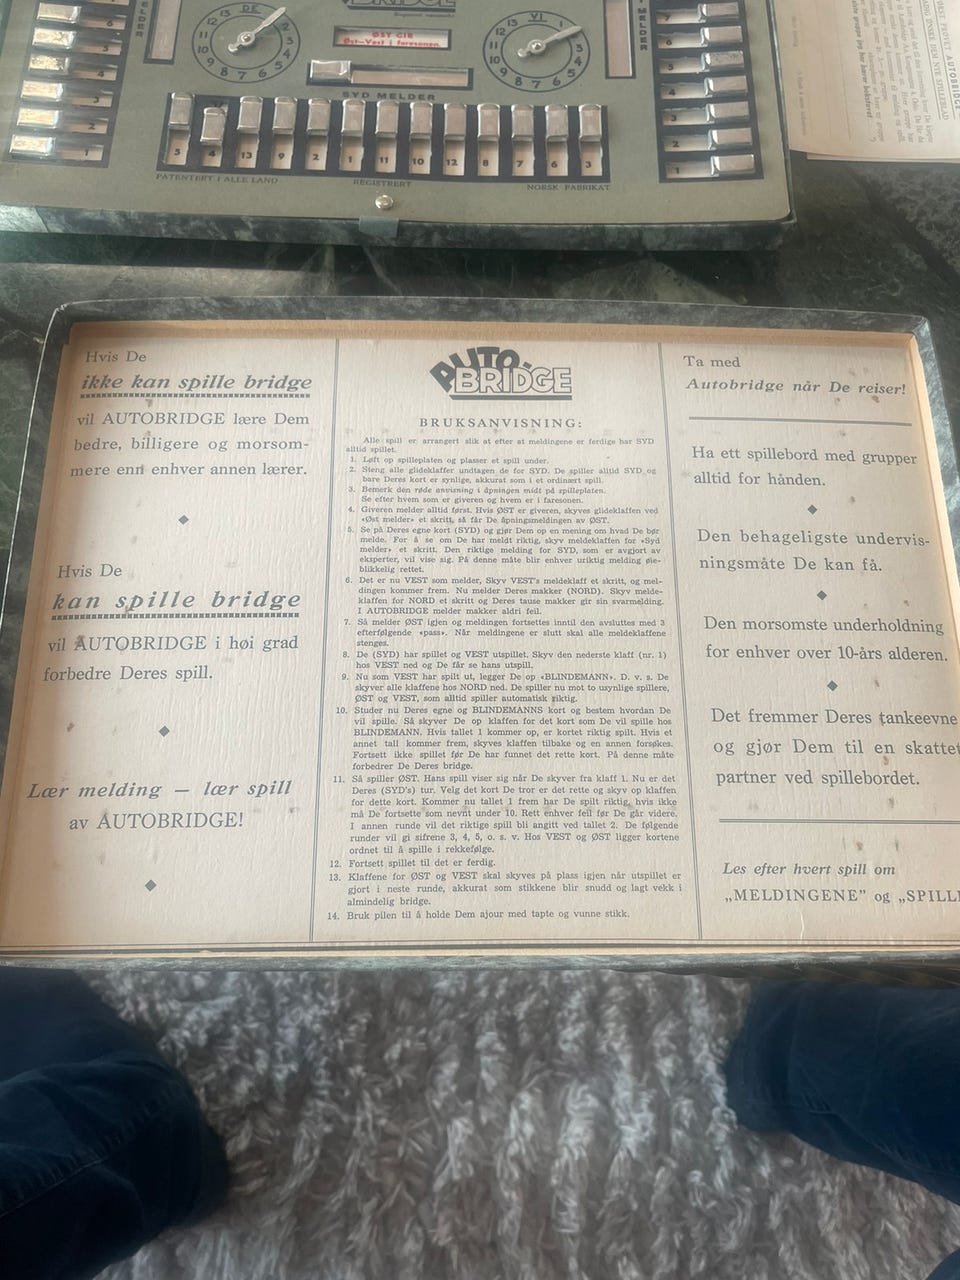 BRIDGE
MELDER
MELDER
DE
VI
ØST GIR
Øst-Vest i faresonen.
SYD MELDER
5 4 13 9 2 1 11 10 12 8 7 6 3
PATENTERT I ALLE LAND
REGISTRERT
NORSK FABRIKAT
Hvis De
ikke kan spille bridge
vil AUTOBRIDGE lære Dem
bedre, billigere og morsom-
mere enn enhver annen lærer.
Hvis De
kan spille bridge
vil AUTOBRIDGE i høi grad
forbedre Deres spill.
Lær melding — lær spill
av AUTOBRIDGE!
AUTO-
BRIDGE
BRUKSANVISNING:
Alle spill er arrangert slik at efter at meldingene er ferdige har SYD
alltid spillet.
1. Løft op spilleplaten og plasser et spill under.
2. Steng alle glideklaffer undtagen de for SYD. De spiller alltid SYD og
bare Deres kort er synlige, akkurat som i et ordinært spill.
3. Bemerk den røde anvisning i åpningen midt på spilleplaten.
Se efter hvem som er giveren og hvem er i faresonen.
4. Giveren melder alltid først. Hvis ØST er giveren, skyves glideklaffen ved
«Øst melder» et skritt, så får De åpningsmeldingen av ØST.
5. Se på Deres egne kort (SYD) og gjør Dem op en mening om hvad De bør
melde. For å se om De har meldt riktig, skyv meldeklaffen for «Syd
melder» et skritt. Den riktige melding for SYD, som er avgjort av
eksperter, vil vise sig. På denne måte blir enhver uriktig melding øie-
blikkelig rettet.
6. Det er nu VEST som melder, Skyv VEST's meldeklaff et skritt, og mel-
dingen kommer frem. Nu melder Deres makker (NORD). Skyv melde-
klaffen for NORD et skritt og Deres tause makker gir sin svarmelding.
I AUTOBRIDGE melder makker aldri feil.
7. Så melder ØST igjen og meldingen fortsettes inntil den avsluttes med 3
efterfølgende «pass». Når meldingene er slutt skal alle meldeklaffene
stenges.
8. De (SYD) har spillet og VEST utspillet. Skyv den nederste klaff (nr. 1)
hos VEST ned og De får se hans utspill.
9. Nu som VEST har spilt ut, legger De op «BLINDEMANN». D. v. s. De
skyver alle klaffene hos NORD ned. De spiller nu mot to usynlige spillere,
ØST og VEST, som alltid spiller automatisk riktig.
10. Studer nu Deres egne og BLINDEMANNS kort og bestem hvordan De
vil spille. Så skyver De op klaffen for det kort som De vil spille hos
BLINDEMANN. Hvis tallet 1 kommer op, er kortet riktig spilt. Hvis et
annet tall kommer frem, skyves klaffen tilbake og en annen forsøkes.
Fortsett ikke spillet før De har funnet det rette kort. På denne måte
forbedrer De Deres bridge.
11. Så spiller ØST. Hans spill viser sig når De skyver fra klaff 1. Nu er det
Deres (SYD's) tur. Velg det kort De tror er det rette og skyv op klaffen
for dette kort. Kommer nu tallet 1 frem har De spilt riktig, hvis ikke
må De fortsette som nevnt under 10. Rett enhver feil før De går videre.
I annen runde vil det riktige spill bli angitt ved tallet 2. De følgende
runder vil gi sifrene 3, 4, 5, o. s. v. Hos VEST og ØST ligger kortene
ordnet til å spille i rekkefølge.
12. Fortsett spillet til det er ferdig.
13. Klaffene for ØST og VEST skal skyves på plass igjen når utspillet er
gjort i neste runde, akkurat som stikkene blir snudd og lagt vekk i
almindelig bridge.
14. Bruk pilen til å holde Dem ajour med tapte og vunne stikk.
Ta med
Autobridge når De reiser!
Ha ett spillebord med grupper
alltid for hånden.
Den behageligste undervis-
ningsmåte De kan få.
Den morsomste underholdning
for enhver over 10-års alderen.
Det fremmer Deres tankeevne
og gjør Dem til en skattet
partner ved spillebordet.
Les efter hvert spill om
„MELDINGENE" og „SPILL